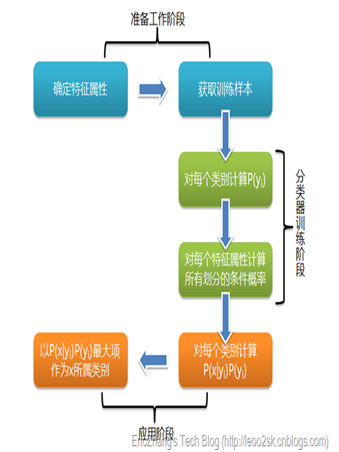 准备工作阶段
确定特征属性
获取训练样本
对每个类别计算P(yᵢ)
对每个特征属性计算
所有划分的条件概率
分类器训练阶段
对每个类别计算
P(x|yᵢ)P(yᵢ)
以P(x|yᵢ)P(yᵢ)最大项
作为x所属类别
应用阶段
EricZhang's Tech Blog (http://leoo2sk.cnblogs.com)